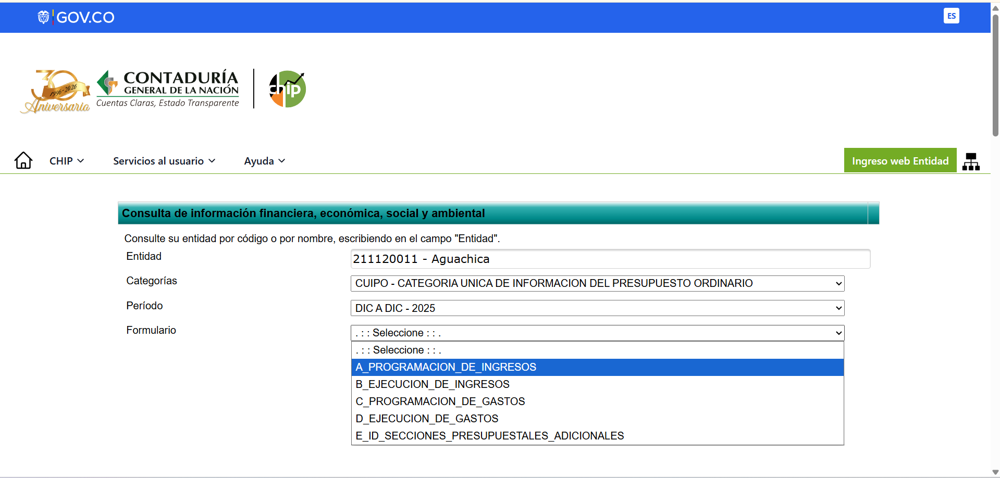 GOV.CO
ES
30
1996-2026
Aniversario
CONTADURÍA
GENERAL DE LA NACIÓN
Cuentas Claras, Estado Transparente
chip
CHIP
Servicios al usuario
Ayuda
Ingreso web Entidad
Consulta de información financiera, económica, social y ambiental
Consulte su entidad por código o por nombre, escribiendo en el campo "Entidad".
Entidad
211120011 - Aguachica
Categorías
CUIPO - CATEGORIA UNICA DE INFORMACION DEL PRESUPUESTO ORDINARIO
Período
DIC A DIC - 2025
Formulario
. : : Seleccione : : .
. : : Seleccione : : .
A_PROGRAMACION_DE_INGRESOS
B_EJECUCION_DE_INGRESOS
C_PROGRAMACION_DE_GASTOS
D_EJECUCION_DE_GASTOS
E_ID_SECCIONES_PRESUPUESTALES_ADICIONALES